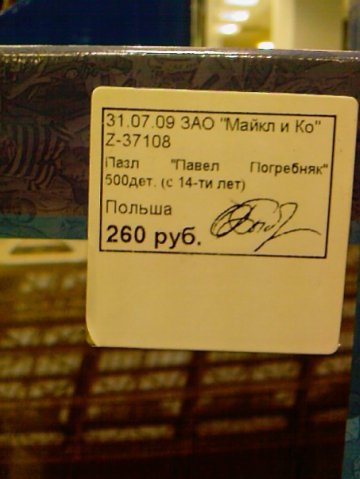 31.07.09 ЗАО "Майкл и Ко"
Z-37108
Пазл "Павел Погребняк"
500дет. (с 14-ти лет)
Польша
260 руб.